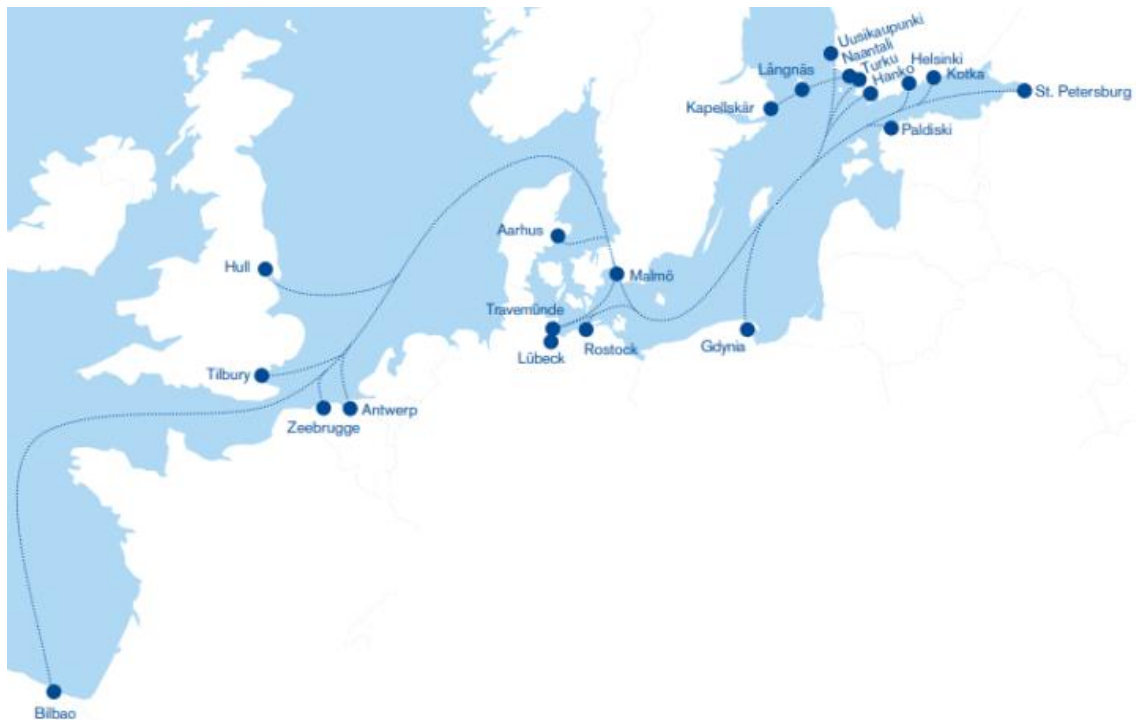 Uusikaupunki
Naantali
Turku
Hanko
Helsinki
Kotka
Långnäs
Kapellskär
St. Petersburg
Paldiski
Aarhus
Hull
Malmö
Travemünde
Lübeck
Rostock
Gdynia
Tilbury
Zeebrugge
Antwerp
Bilbao